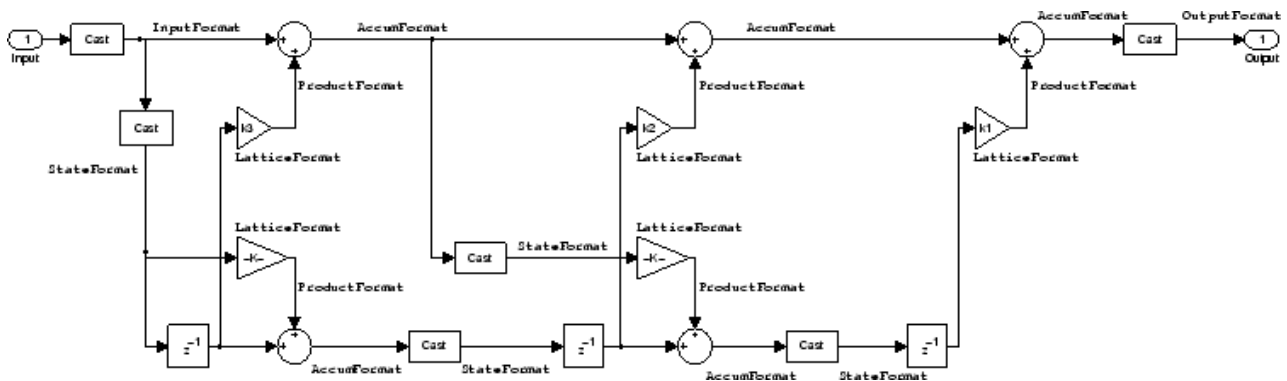 InputFormat
AccumFormat
AccumFormat
AccumFormat
OutputFormat
1
Cast
+
+
+
+
+
+
Cast
1
Input
Output
ProductFormat
ProductFormat
ProductFormat
Cast
k3
k2
k1
LatticeFormat
LatticeFormat
LatticeFormat
StateFormat
LatticeFormat
LatticeFormat
StateFormat
-K-
Cast
-K-
ProductFormat
ProductFormat
z-1
+
+
Cast
z-1
+
+
Cast
z-1
AccumFormat
StateFormat
AccumFormat
StateFormat